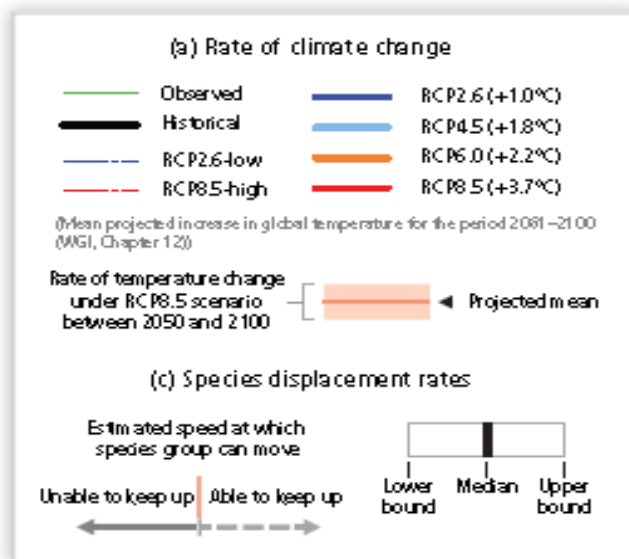 (a) Rate of climate change
Observed
Historical
RCP2.6-low
RCP8.5-high
RCP2.6 (+1.0ºC)
RCP4.5 (+1.8ºC)
RCP6.0 (+2.2ºC)
RCP8.5 (+3.7ºC)
(Mean projected increase in global temperature for the period 2081–2100
(WGI, Chapter 12))
Rate of temperature change
under RCP8.5 scenario
between 2050 and 2100
Projected mean
(c) Species displacement rates
Estimated speed at which
species group can move
Unable to keep up
Able to keep up
Lower
bound
Median
Upper
bound